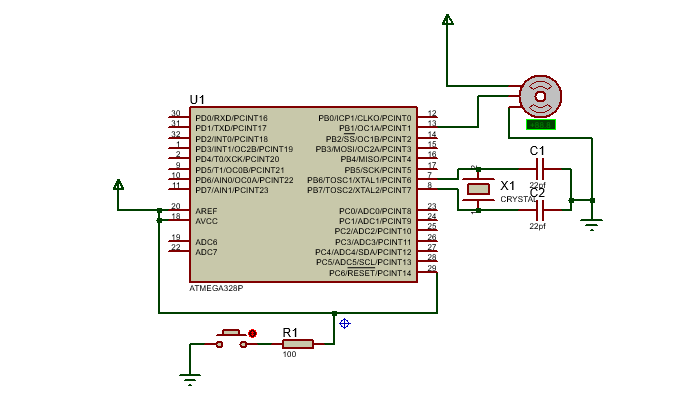 U1
30 PD0/RXD/PCINT16
31 PD1/TXD/PCINT17
32 PD2/INT0/PCINT18
1 PD3/INT1/OC2B/PCINT19
2 PD4/T0/XCK/PCINT20
9 PD5/T1/OC0B/PCINT21
10 PD6/AIN0/OC0A/PCINT22
11 PD7/AIN1/PCINT23
20 AREF
18 AVCC
19 ADC6
22 ADC7
PB0/ICP1/CLKO/PCINT0 12
PB1/OC1A/PCINT1 13
PB2/SS/OC1B/PCINT2 14
PB3/MOSI/OC2A/PCINT3 15
PB4/MISO/PCINT4 16
PB5/SCK/PCINT5 17
PB6/TOSC1/XTAL1/PCINT6 7
PB7/TOSC2/XTAL2/PCINT7 8
PC0/ADC0/PCINT8 23
PC1/ADC1/PCINT9 24
PC2/ADC2/PCINT10 25
PC3/ADC3/PCINT11 26
PC4/ADC4/SDA/PCINT12 27
PC5/ADC5/SCL/PCINT13 28
PC6/RESET/PCINT14 29
ATMEGA328P
X1
CRYSTAL
C1
22pf
C2
22pf
R1
100